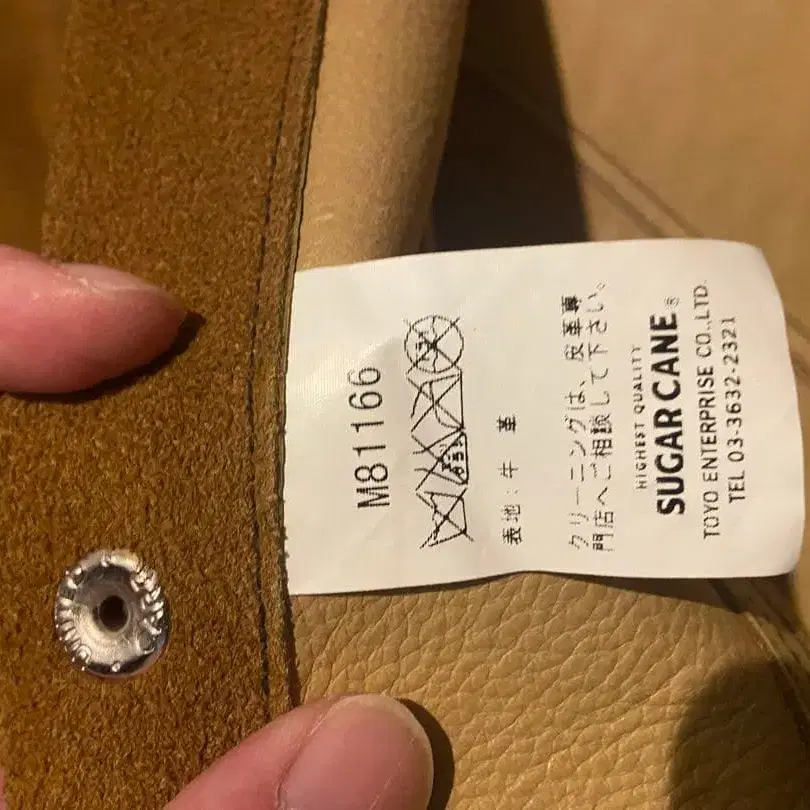 M81166
表地：牛 革
クリーニングは、皮革専
門店へご相談して下さい。
HIGHEST QUALITY
SUGAR CANE®
TOYO ENTERPRISE CO.,LTD.
TEL 03-3632-2321